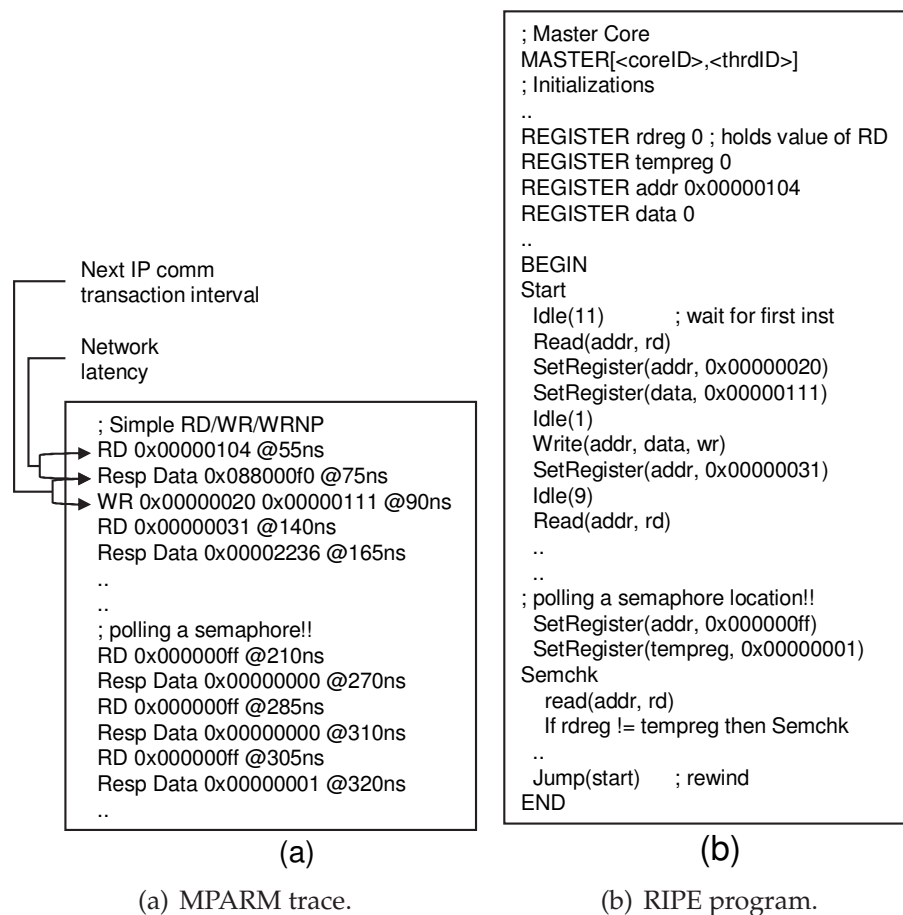 Next IP comm
transaction interval
Network
latency
; Simple RD/WR/WRNP
RD 0x00000104 @55ns
Resp Data 0x088000f0 @75ns
WR 0x00000020 0x00000111 @90ns
RD 0x00000031 @140ns
Resp Data 0x00002236 @165ns
..
..
; polling a semaphore!!
RD 0x000000ff @210ns
Resp Data 0x00000000 @270ns
RD 0x000000ff @285ns
Resp Data 0x00000000 @310ns
RD 0x000000ff @305ns
Resp Data 0x00000001 @320ns
..
(a)
(a) MPARM trace.
; Master Core
MASTER[<coreID>,<thrdID>]
; Initializations
..
REGISTER rdreg 0 ; holds value of RD
REGISTER tempreg 0
REGISTER addr 0x00000104
REGISTER data 0
..
BEGIN
Start
Idle(11) ; wait for first inst
Read(addr, rd)
SetRegister(addr, 0x00000020)
SetRegister(data, 0x00000111)
Idle(1)
Write(addr, data, wr)
SetRegister(addr, 0x00000031)
Idle(9)
Read(addr, rd)
..
..
; polling a semaphore location!!
SetRegister(addr, 0x000000ff)
SetRegister(tempreg, 0x00000001)
Semchk
read(addr, rd)
If rdreg != tempreg then Semchk
..
Jump(start) ; rewind
END
(b)
(b) RIPE program.